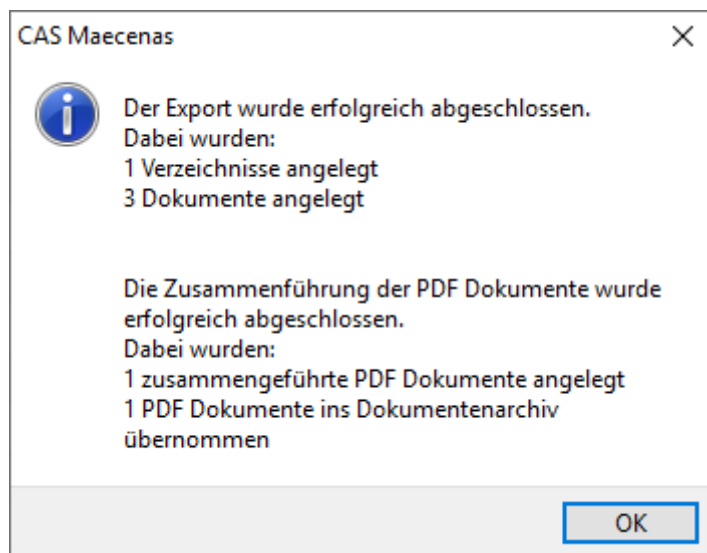 CAS Maecenas
Der Export wurde erfolgreich abgeschlossen.
Dabei wurden:
1 Verzeichnisse angelegt
3 Dokumente angelegt
Die Zusammenführung der PDF Dokumente wurde
erfolgreich abgeschlossen.
Dabei wurden:
1 zusammengeführte PDF Dokumente angelegt
1 PDF Dokumente ins Dokumentenarchiv
übernommen
OK